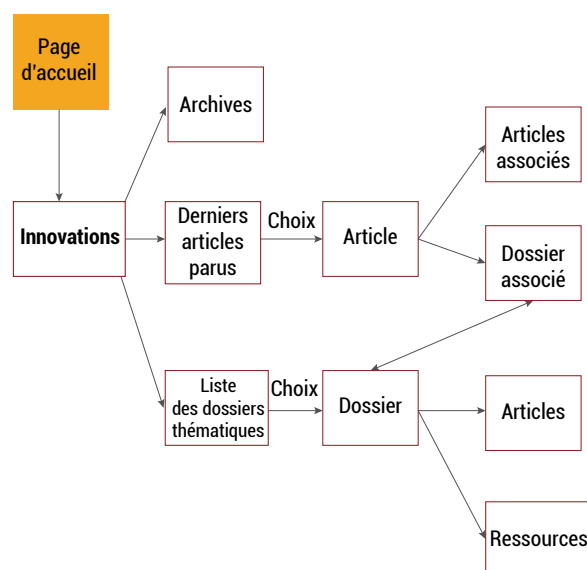 Page
d'accueil
Archives
Articles
associés
Innovations
Derniers
articles
parus
Choix
Article
Dossier
associé
Liste
des dossiers
thématiques
Choix
Dossier
Articles
Ressources